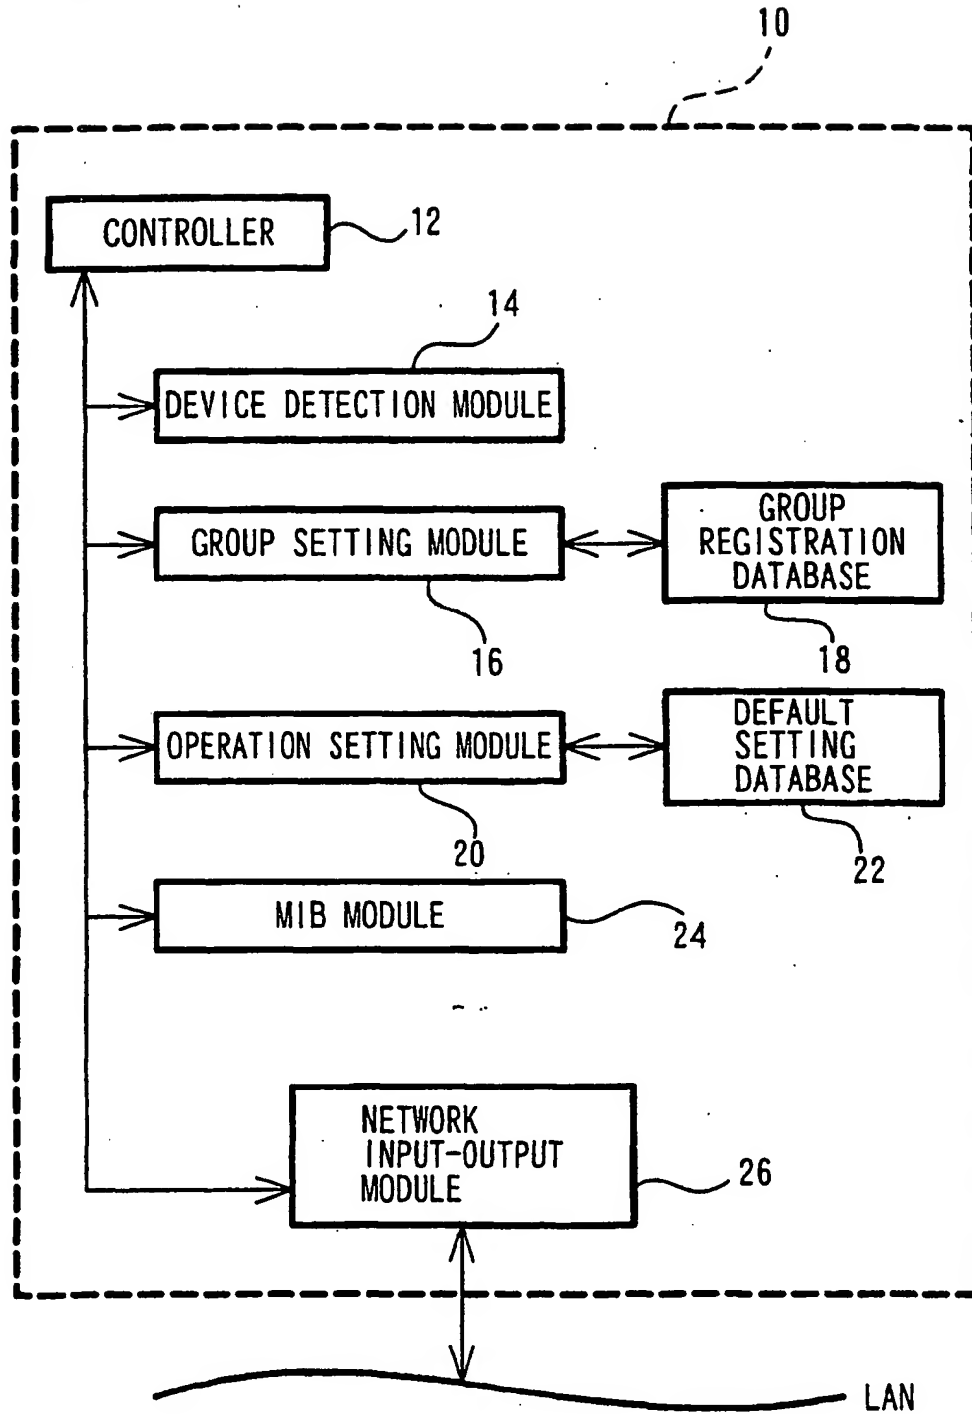 10
CONTROLLER
12
14
DEVICE DETECTION MODULE
GROUP SETTING MODULE
GROUP
REGISTRATION
DATABASE
16
18
OPERATION SETTING MODULE
DEFAULT
SETTING
DATABASE
20
22
MIB MODULE
24
NETWORK
INPUT-OUTPUT
MODULE
26
LAN